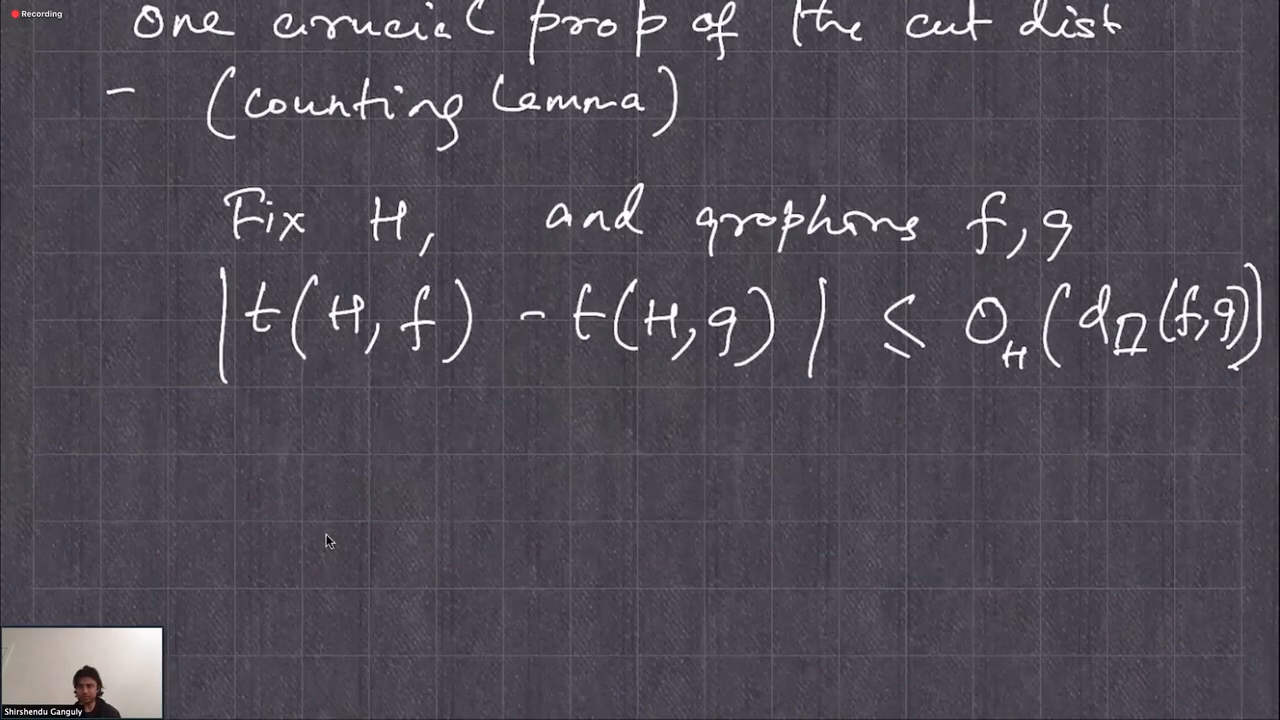 Recording
One crucial prop of the cut dist
- (counting Lemma)
Fix H, and graphons f, g
|t(H, f) - t(H, g)| ≤ O_H(d_□(f, g))
Shirshendu Ganguly